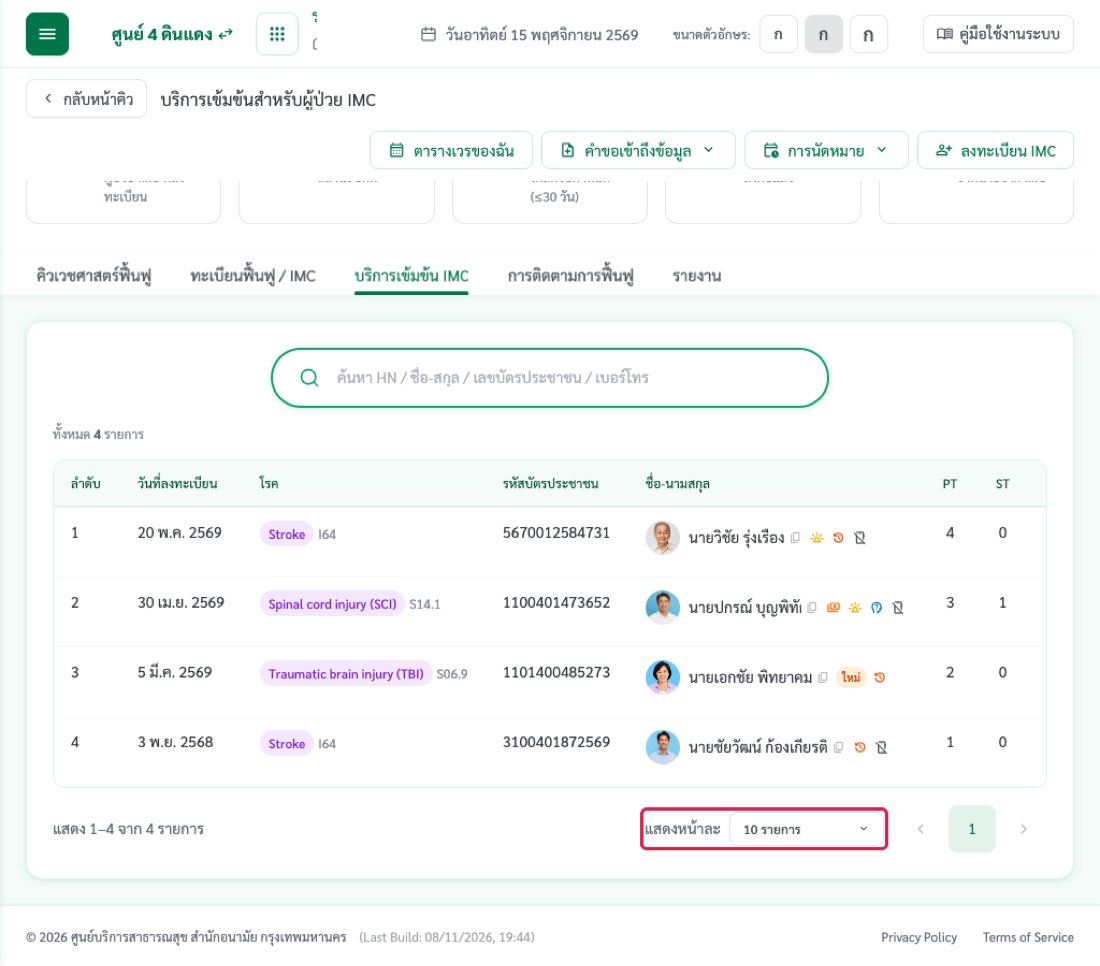 ศูนย์ 4 ดินแดง
วันอาทิตย์ 15 พฤศจิกายน 2569
ขนาดตัวอักษร: ก ก ก
คู่มือใช้งานระบบ
กลับหน้าคิว
บริการเข้มข้นสำหรับผู้ป่วย IMC
ตารางเวรของฉัน
คำขอเข้าถึงข้อมูล
การนัดหมาย
ลงทะเบียน IMC
ทะเบียน
(≤30 วัน)
คิวเวชศาสตร์ฟื้นฟู ทะเบียนฟื้นฟู / IMC บริการเข้มข้น IMC การติดตามการฟื้นฟู รายงาน
ค้นหา HN / ชื่อ-สกุล / เลขบัตรประชาชน / เบอร์โทร
ทั้งหมด 4 รายการ
ลำดับ วันที่ลงทะเบียน โรค รหัสบัตรประชาชน ชื่อ-นามสกุล PT ST
1 20 พ.ค. 2569 Stroke I64 5670012584731 นายวิชัย รุ่งเรือง 4 0
2 30 เม.ย. 2569 Spinal cord injury (SCI) S14.1 1100401473652 นายปกรณ์ บุญพิทั 3 1
3 5 มี.ค. 2569 Traumatic brain injury (TBI) S06.9 1101400485273 นายเอกชัย พิทยาคม ใหม่ 2 0
4 3 พ.ย. 2568 Stroke I64 3100401872569 นายชัยวัฒน์ ก้องเกียรติ 1 0
แสดง 1–4 จาก 4 รายการ
แสดงหน้าละ 10 รายการ
1
© 2026 ศูนย์บริการสาธารณสุข สำนักอนามัย กรุงเทพมหานคร (Last Build: 08/11/2026, 19:44)
Privacy Policy Terms of Service